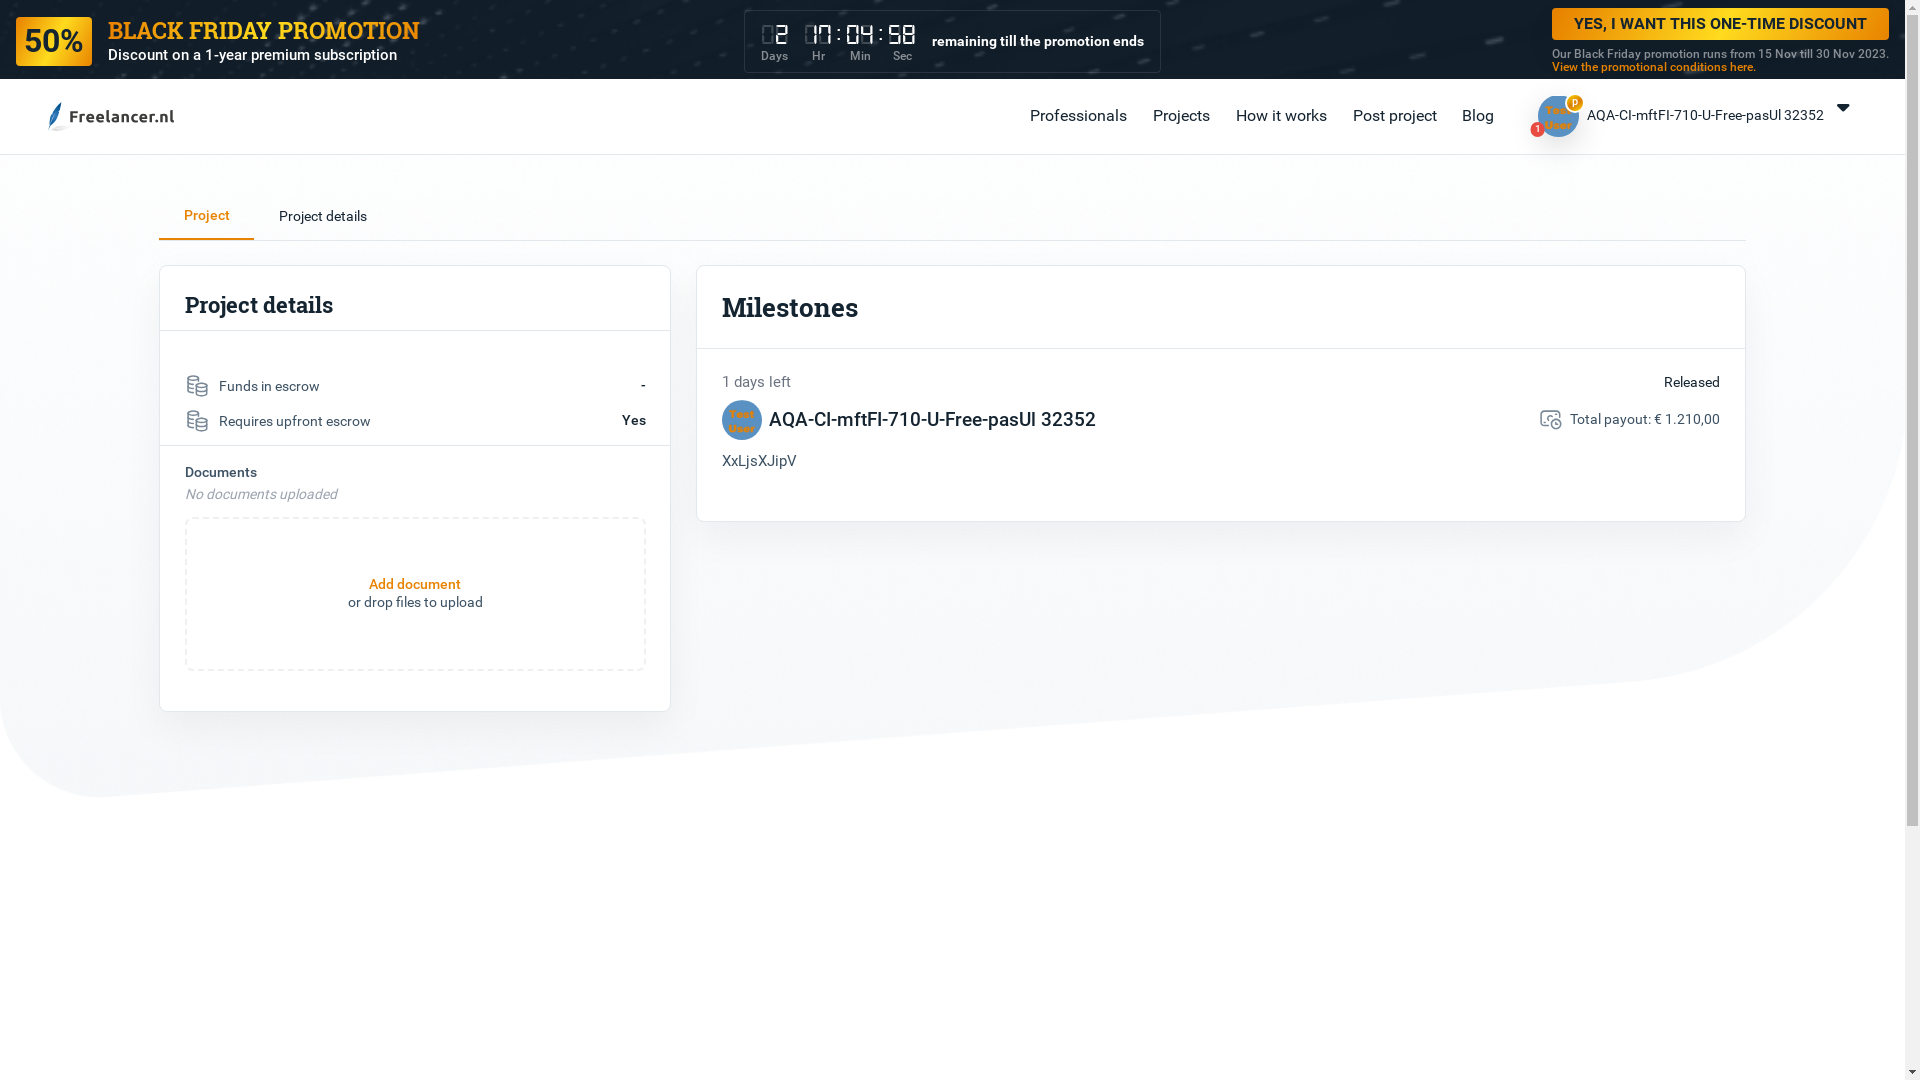 50%
BLACK FRIDAY PROMOTION
Discount on a 1-year premium subscription
2 17:04:58
Days Hr Min Sec
remaining till the promotion ends
YES, I WANT THIS ONE-TIME DISCOUNT
Our Black Friday promotion runs from 15 Nov till 30 Nov 2023.
View the promotional conditions here.
Freelancer.nl
Professionals
Projects
How it works
Post project
Blog
Test
User
p
1
AQA-CI-mftFI-710-U-Free-pasUl 32352
Project
Project details
Project details
Funds in escrow -
Requires upfront escrow Yes
Documents
No documents uploaded
Add document
or drop files to upload
Milestones
1 days left
Released
Test
User
AQA-CI-mftFI-710-U-Free-pasUl 32352
Total payout: € 1.210,00
XxLjsXJipV